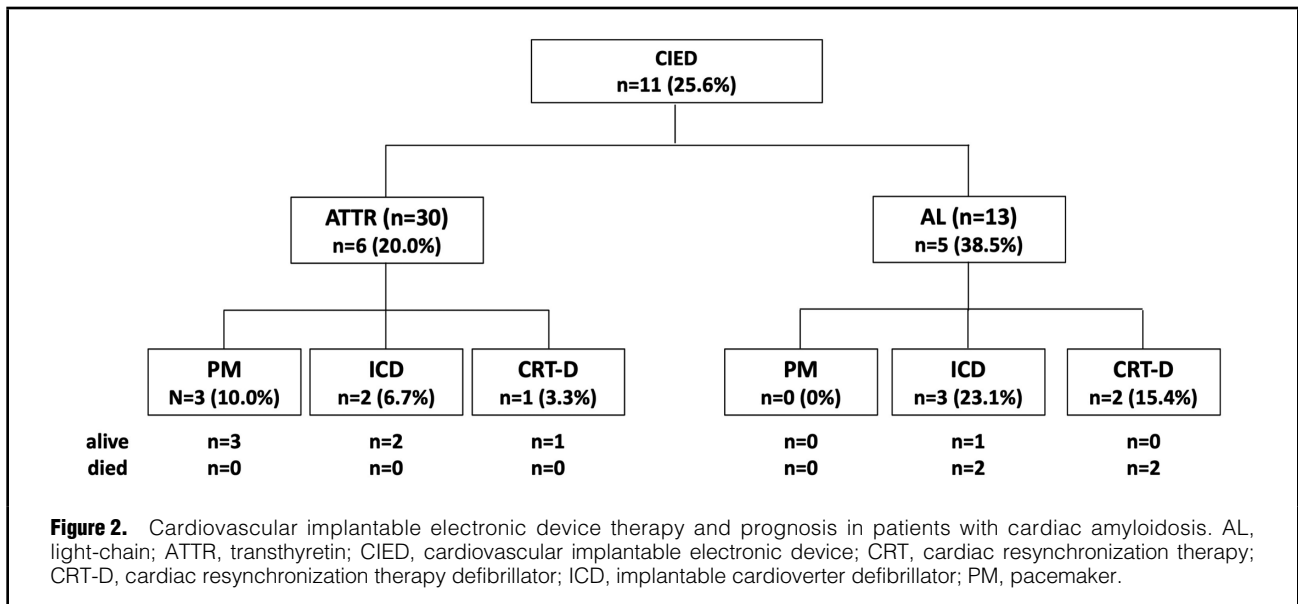 CIED
n=11 (25.6%)
ATTR (n=30)
n=6 (20.0%)
AL (n=13)
n=5 (38.5%)
PM
N=3 (10.0%)
ICD
n=2 (6.7%)
CRT-D
n=1 (3.3%)
PM
n=0 (0%)
ICD
n=3 (23.1%)
CRT-D
n=2 (15.4%)
alive n=3 n=2 n=1 n=0 n=1 n=0
died n=0 n=0 n=0 n=0 n=2 n=2
Figure 2. Cardiovascular implantable electronic device therapy and prognosis in patients with cardiac amyloidosis. AL,
light-chain; ATTR, transthyretin; CIED, cardiovascular implantable electronic device; CRT, cardiac resynchronization therapy;
CRT-D, cardiac resynchronization therapy defibrillator; ICD, implantable cardioverter defibrillator; PM, pacemaker.